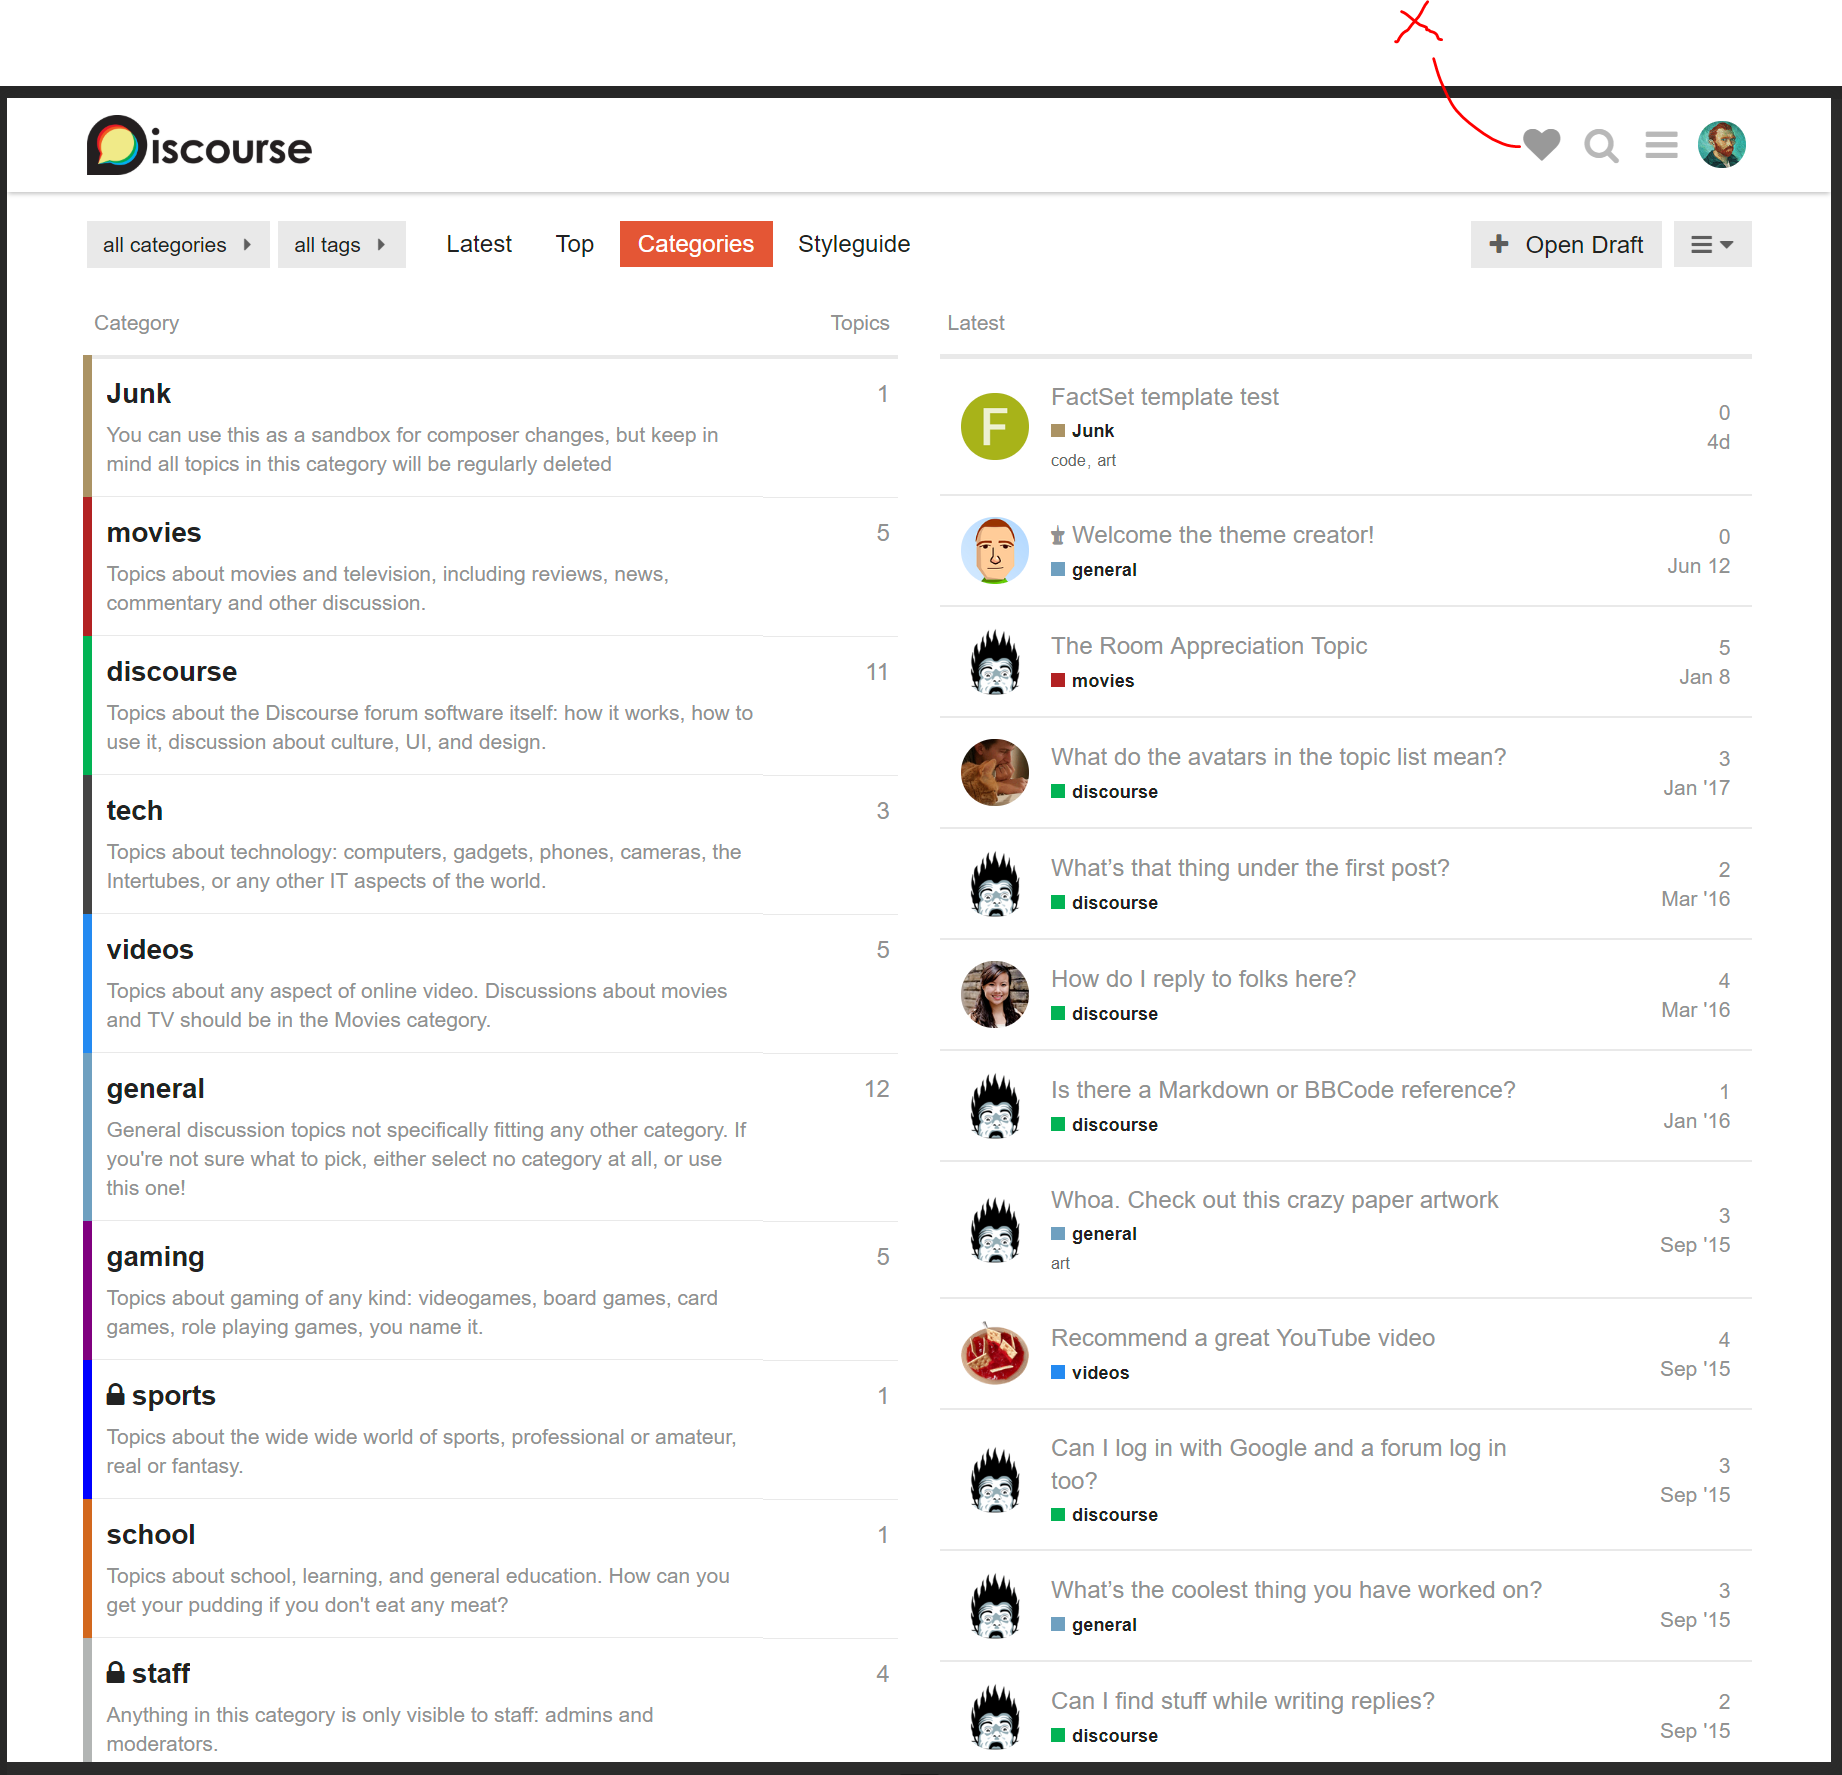 X
Discourse
all categories all tags Latest Top Categories Styleguide + Open Draft
Category Topics
Junk 1
You can use this as a sandbox for composer changes, but keep in
mind all topics in this category will be regularly deleted
movies 5
Topics about movies and television, including reviews, news,
commentary and other discussion.
discourse 11
Topics about the Discourse forum software itself: how it works, how to
use it, discussion about culture, UI, and design.
tech 3
Topics about technology: computers, gadgets, phones, cameras, the
Intertubes, or any other IT aspects of the world.
videos 5
Topics about any aspect of online video. Discussions about movies
and TV should be in the Movies category.
general 12
General discussion topics not specifically fitting any other category. If
you're not sure what to pick, either select no category at all, or use
this one!
gaming 5
Topics about gaming of any kind: videogames, board games, card
games, role playing games, you name it.
sports 1
Topics about the wide wide world of sports, professional or amateur,
real or fantasy.
school 1
Topics about school, learning, and general education. How can you
get your pudding if you don't eat any meat?
staff 4
Anything in this category is only visible to staff: admins and
moderators.
Latest
F
FactSet template test 0
Junk 4d
code, art
Welcome the theme creator! 0
general Jun 12
The Room Appreciation Topic 5
movies Jan 8
What do the avatars in the topic list mean? 3
discourse Jan '17
What’s that thing under the first post? 2
discourse Mar '16
How do I reply to folks here? 4
discourse Mar '16
Is there a Markdown or BBCode reference? 1
discourse Jan '16
Whoa. Check out this crazy paper artwork 3
general Sep '15
art
Recommend a great YouTube video 4
videos Sep '15
Can I log in with Google and a forum log in
too? 3
discourse Sep '15
What’s the coolest thing you have worked on? 3
general Sep '15
Can I find stuff while writing replies? 2
discourse Sep '15